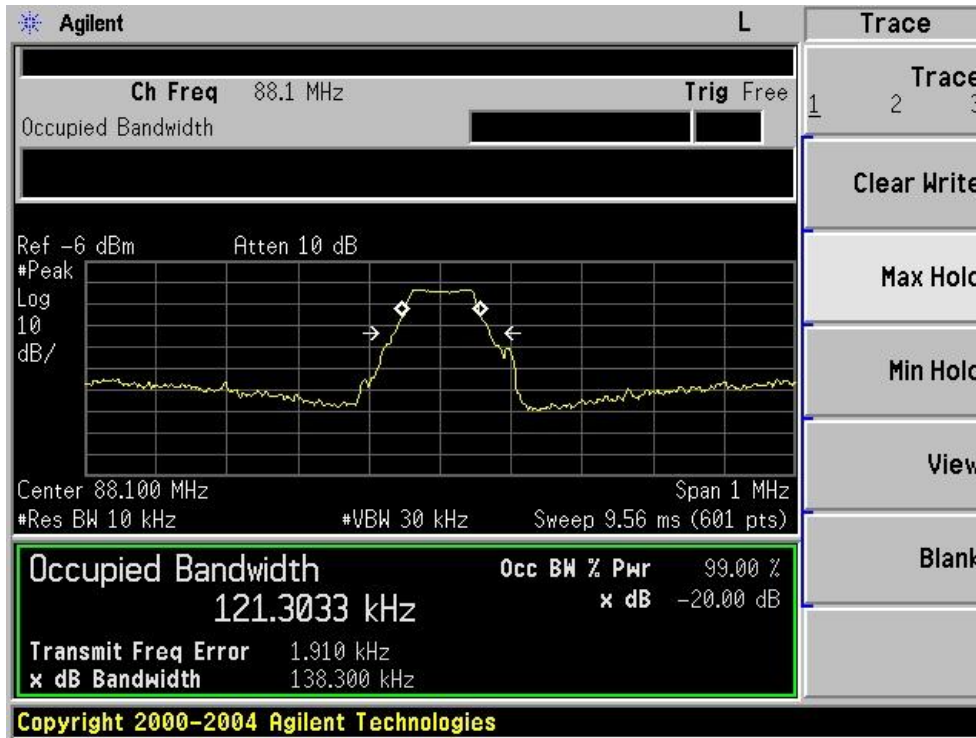 Agilent L Trace
Ch Freq 88.1 MHz Trig Free
Occupied Bandwidth
Trace
1 2 3
Clear Write
Max Hold
Min Hold
View
Blank
Ref -6 dBm Atten 10 dB
#Peak
Log
10
dB/
Center 88.100 MHz Span 1 MHz
#Res BW 10 kHz #VBW 30 kHz Sweep 9.56 ms (601 pts)
Occupied Bandwidth Occ BW % Pwr 99.00 %
121.3033 kHz x dB -20.00 dB
Transmit Freq Error 1.910 kHz
x dB Bandwidth 138.300 kHz
Copyright 2000-2004 Agilent Technologies